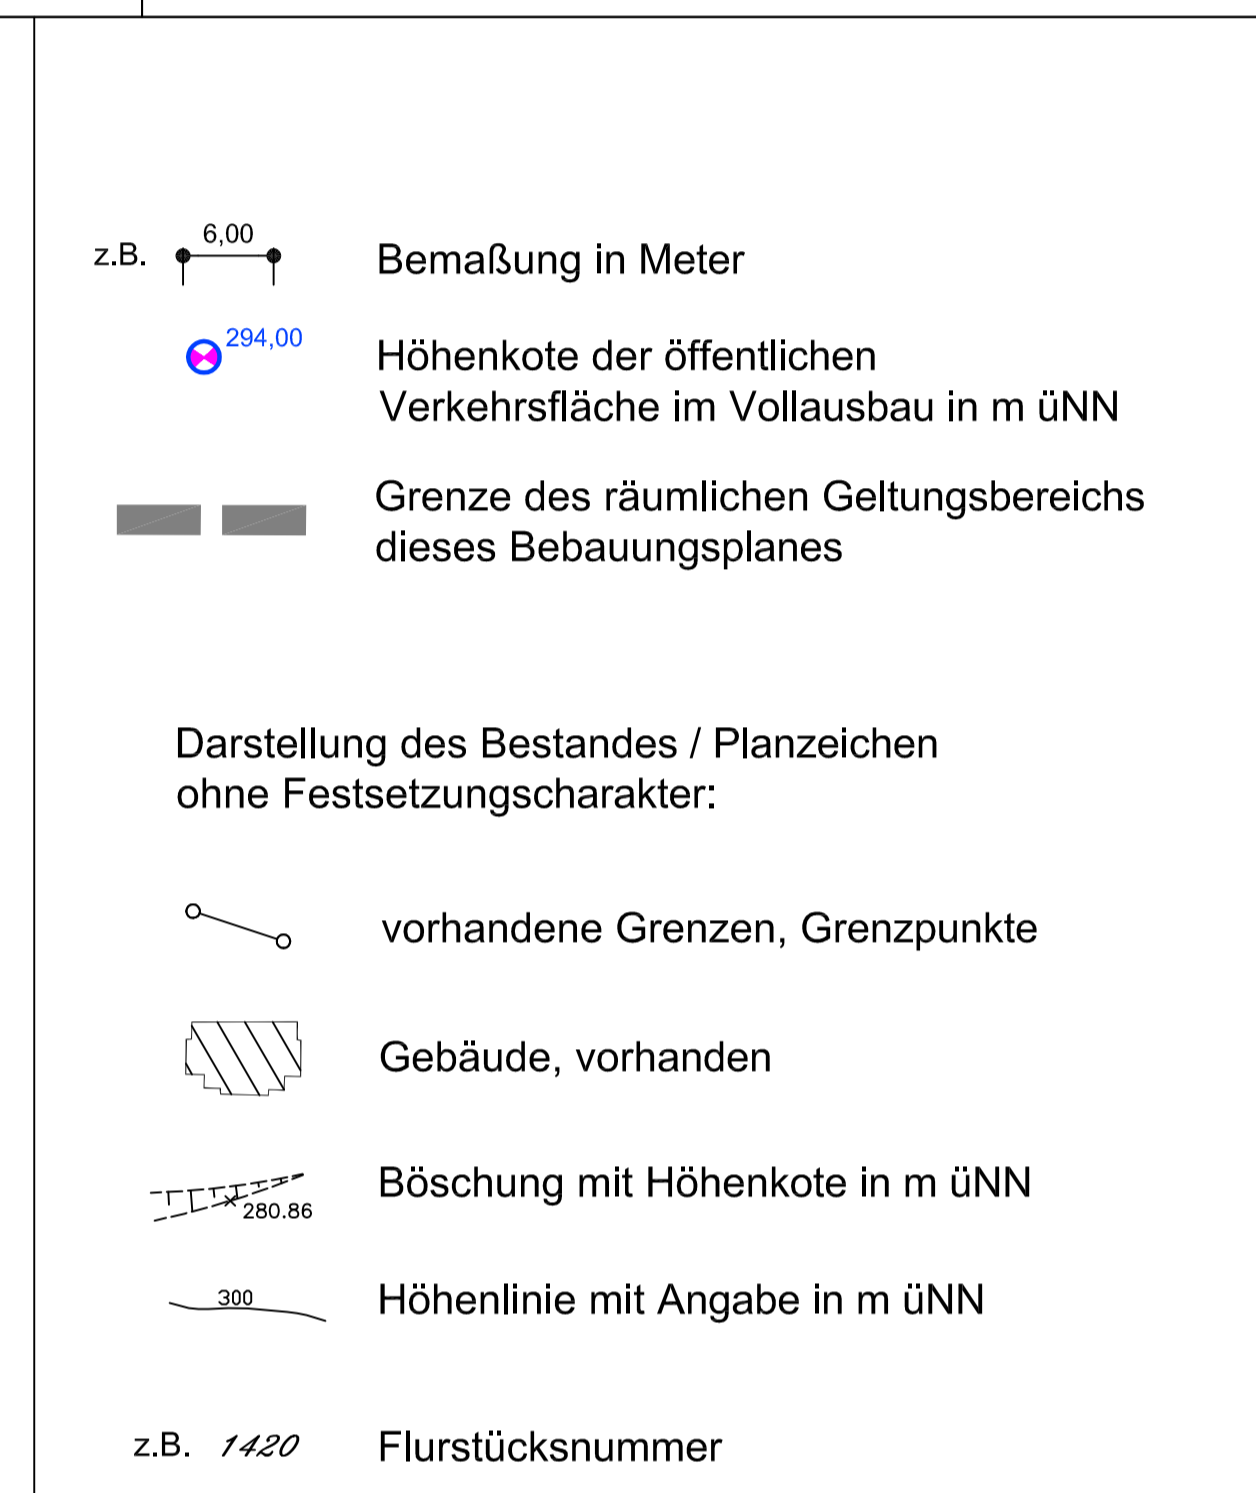 z.B. 6,00 Bemaßung in Meter
294,00 Höhenkote der öffentlichen
Verkehrsfläche im Vollausbau in m üNN
Grenze des räumlichen Geltungsbereichs
dieses Bebauungsplanes
Darstellung des Bestandes / Planzeichen
ohne Festsetzungscharakter:
vorhandene Grenzen, Grenzpunkte
Gebäude, vorhanden
280.86 Böschung mit Höhenkote in m üNN
300 Höhenlinie mit Angabe in m üNN
z.B. 1420 Flurstücksnummer